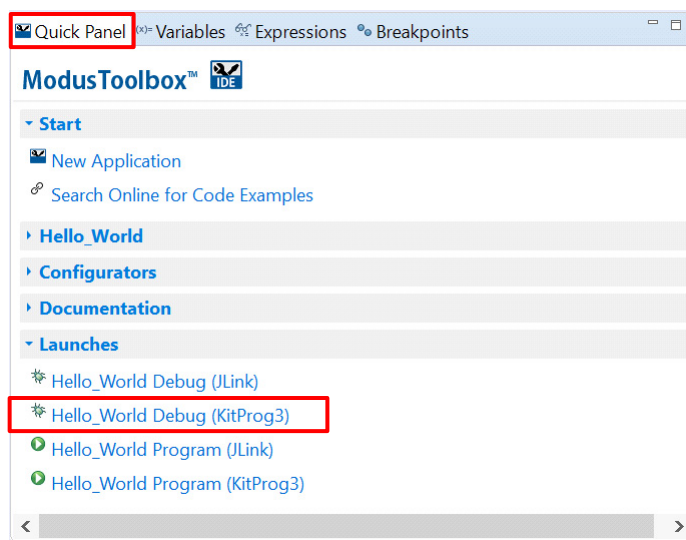 Quick Panel (x)= Variables Expressions Breakpoints
ModusToolbox™ IDE
Start
New Application
Search Online for Code Examples
Hello_World
Configurators
Documentation
Launches
Hello_World Debug (JLink)
Hello_World Debug (KitProg3)
Hello_World Program (JLink)
Hello_World Program (KitProg3)